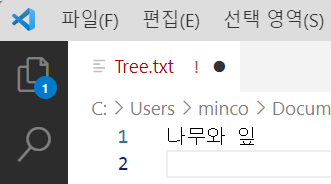 파일(F) 편집(E) 선택 영역(S)
1
Tree.txt ! ●
C: > Users > minco > Docum
1 나무와 잎
2